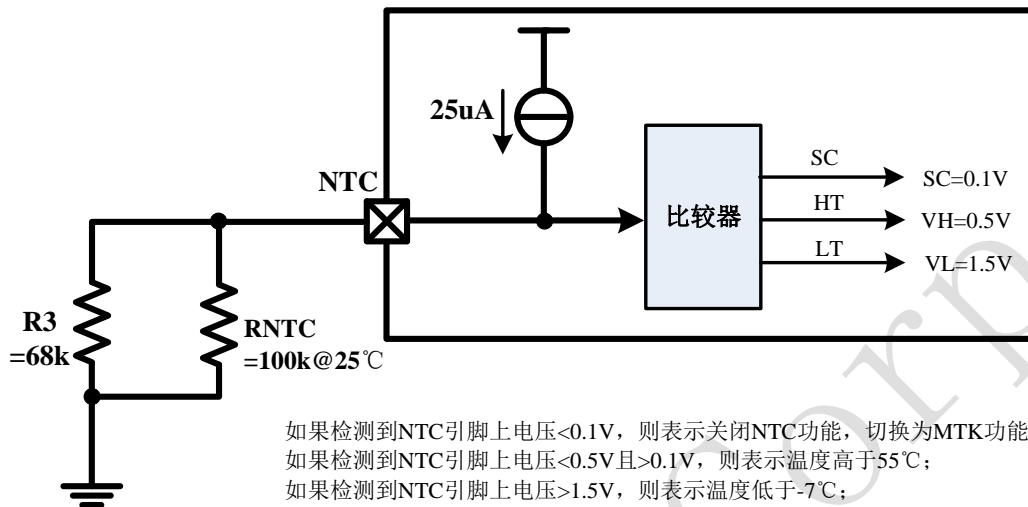 25uA
NTC
SC
SC=0.1V
比较器
HT
VH=0.5V
LT
VL=1.5V
R3
=68k
RNTC
=100k@25℃
如果检测到NTC引脚上电压<0.1V，则表示关闭NTC功能，切换为MTK功能
如果检测到NTC引脚上电压<0.5V且>0.1V，则表示温度高于55℃；
如果检测到NTC引脚上电压>1.5V，则表示温度低于-7℃；
Corp